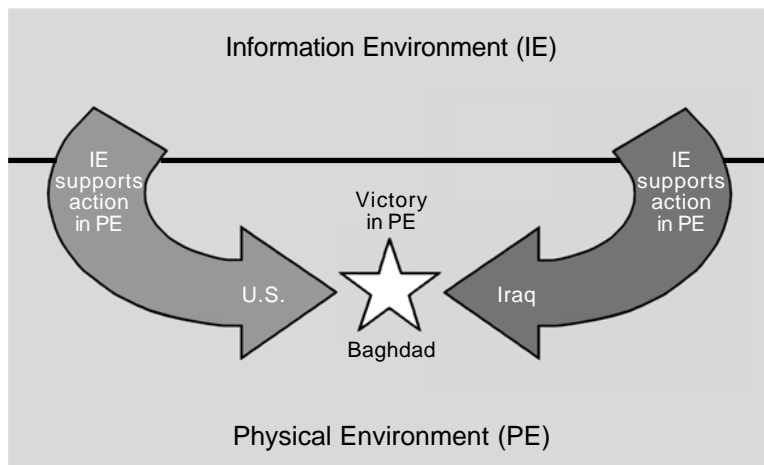 Information Environment (IE)
IE
supports
action
in PE
IE
supports
action
in PE
Victory
in PE
U.S.
Iraq
Baghdad
Physical Environment (PE)